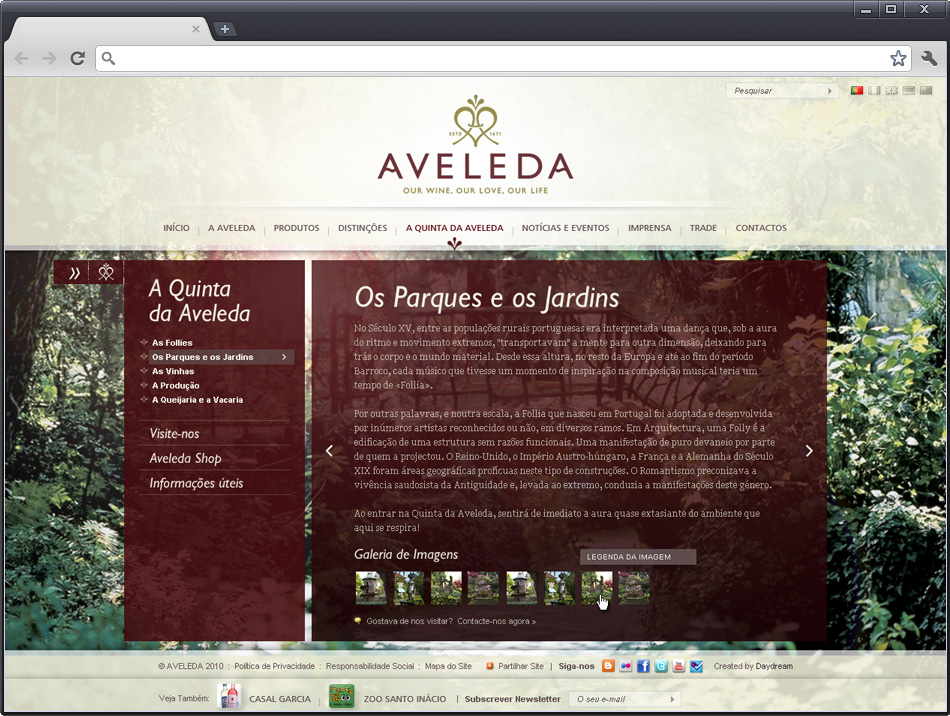 Pesquisar
ESTD 1671
AVELEDA
OUR WINE, OUR LOVE, OUR LIFE
INÍCIO | A AVELEDA | PRODUTOS | DISTINÇÕES | A QUINTA DA AVELEDA | NOTÍCIAS E EVENTOS | IMPRENSA | TRADE | CONTACTOS
A Quinta
da Aveleda
As Follies
Os Parques e os Jardins
As Vinhas
A Produção
A Queijaria e a Vacaria
Visite-nos
Aveleda Shop
Informações úteis
Os Parques e os Jardins
No Século XV, entre as populações rurais portuguesas era interpretada uma dança que, sob a aura
do ritmo e movimento extremos, "transportavam" a mente para outra dimensão, deixando para
trás o corpo e o mundo material. Desde essa altura, no resto da Europa e até ao fim do período
Barroco, cada músico que tivesse um momento de inspiração na composição musical teria um
tempo de «Follia».
Por outras palavras, e noutra escala, a Follia que nasceu em Portugal foi adoptada e desenvolvida
por inúmeros artistas reconhecidos ou não, em diversos ramos. Em Arquitectura, uma Folly é a
edificação de uma estrutura sem razões funcionais. Uma manifestação de puro devaneio por parte
de quem a projectou. O Reino-Unido, o Império Austro-húngaro, a França e a Alemanha do Século
XIX foram áreas geográficas proficuas neste tipo de construções. O Romantismo preconizava a
vivência saudosista da Antiguidade e, levada ao extremo, conduzia a manifestações deste género.
Ao entrar na Quinta da Aveleda, sentirá de imediato a aura quase extasiante do ambiente que
aqui se respira!
Galeria de Imagens
LEGENDA DA IMAGEM
Gostava de nos visitar? Contacte-nos agora »
© AVELEDA 2010 : Política de Privacidade : Responsabilidade Social : Mapa do Site
Partilhar Site | Siga-nos
Created by Daydream
Veja Também: CASAL GARCIA | ZOO SANTO INÁCIO | Subscrever Newsletter
O seu e-mail